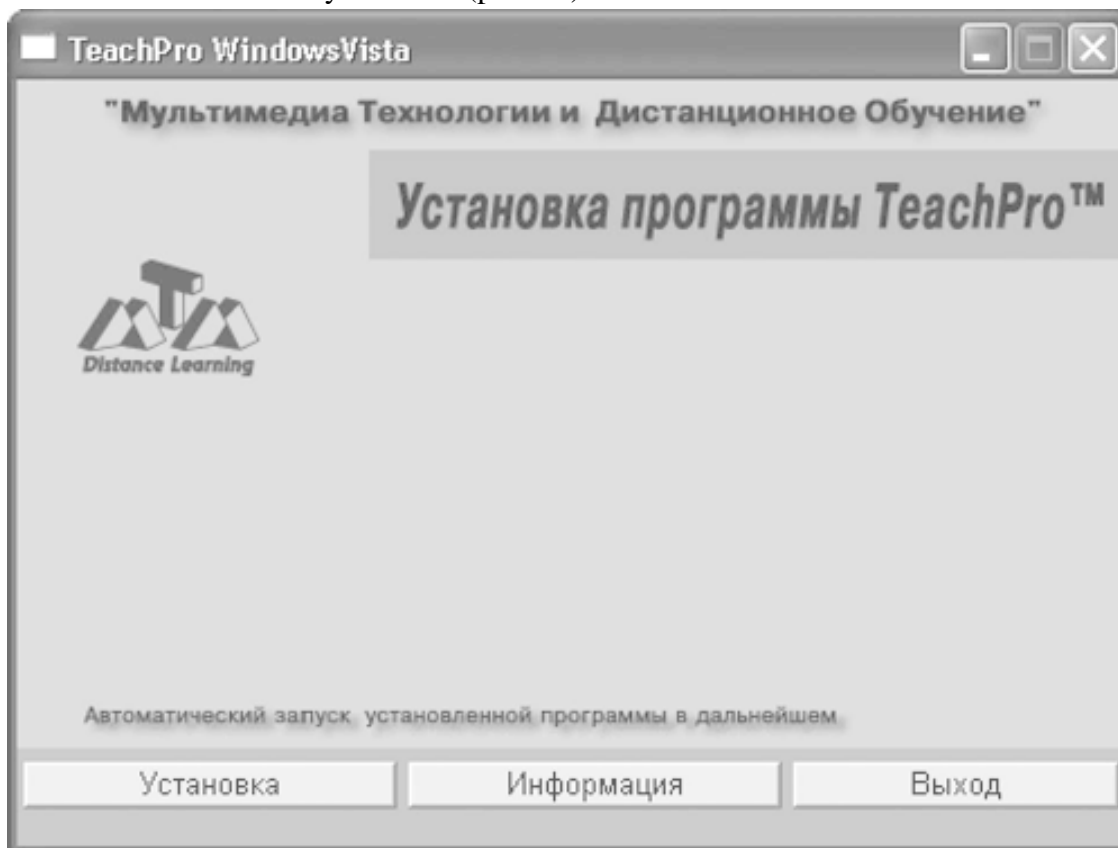 TeachPro WindowsVista
"Мультимедиа Технологии и Дистанционное Обучение"
Установка программы TeachPro™
Distance Learning
Автоматический запуск установленной программы в дальнейшем
Установка
Информация
Выход